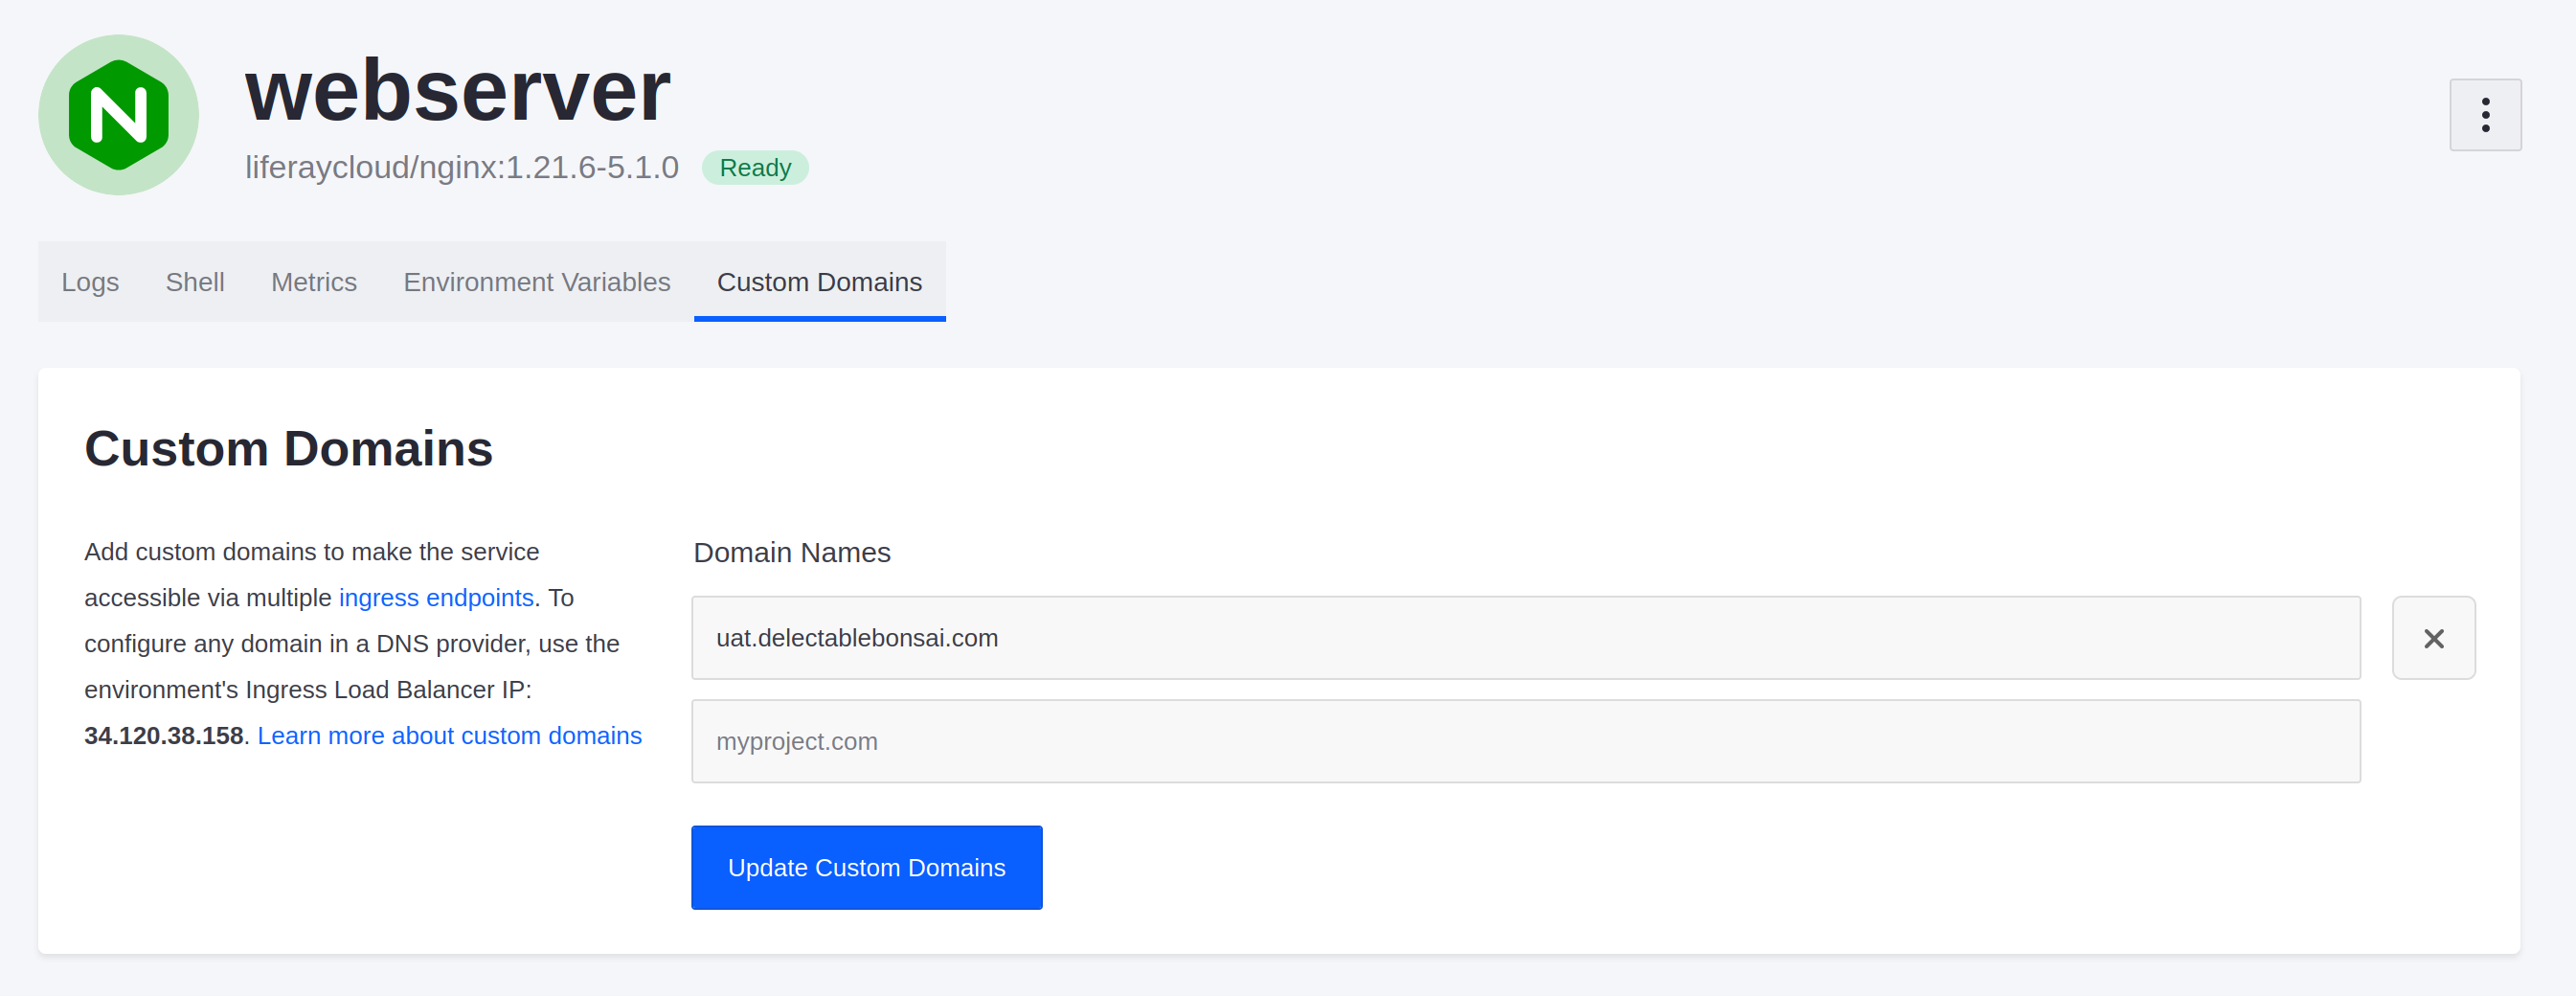 webserver
liferaycloud/nginx:1.21.6-5.1.0 Ready
Logs Shell Metrics Environment Variables Custom Domains
Custom Domains
Add custom domains to make the service
accessible via multiple ingress endpoints. To
configure any domain in a DNS provider, use the
environment's Ingress Load Balancer IP:
34.120.38.158. Learn more about custom domains
Domain Names
uat.delectablebonsai.com
myproject.com
Update Custom Domains